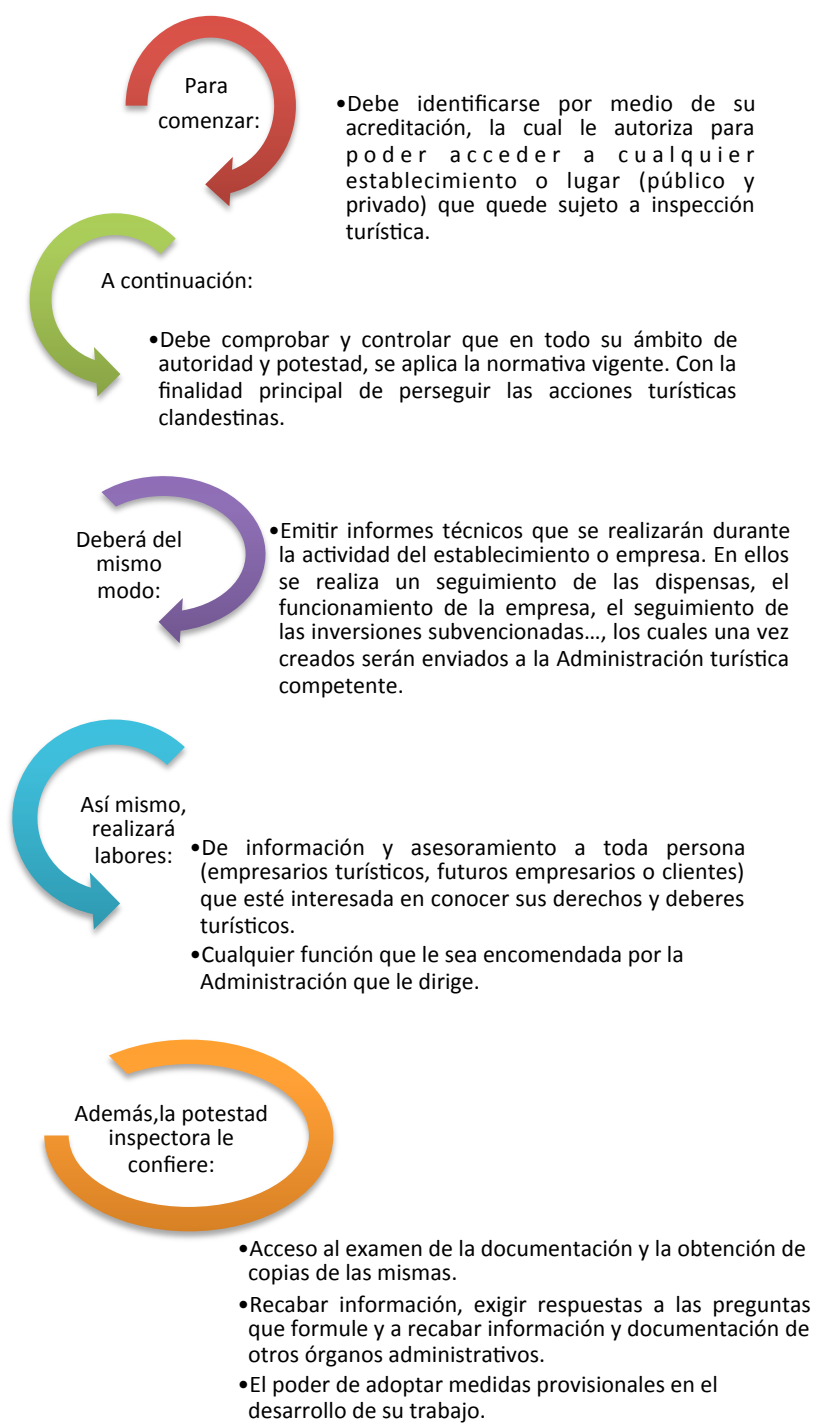 Para
comenzar:
•Debe identificarse por medio de su
acreditación, la cual le autoriza para
poder acceder a cualquier
establecimiento o lugar (público y
privado) que quede sujeto a inspección
turística.
A continuación:
•Debe comprobar y controlar que en todo su ámbito de
autoridad y potestad, se aplica la normativa vigente. Con la
finalidad principal de perseguir las acciones turísticas
clandestinas.
Deberá del
mismo
modo:
•Emitir informes técnicos que se realizarán durante
la actividad del establecimiento o empresa. En ellos
se realiza un seguimiento de las dispensas, el
funcionamiento de la empresa, el seguimiento de
las inversiones subvencionadas…, los cuales una vez
creados serán enviados a la Administración turística
competente.
Así mismo,
realizará
labores:
•De información y asesoramiento a toda persona
(empresarios turísticos, futuros empresarios o clientes)
que esté interesada en conocer sus derechos y deberes
turísticos.
•Cualquier función que le sea encomendada por la
Administración que le dirige.
Además,la potestad
inspectora le
confiere:
•Acceso al examen de la documentación y la obtención de
copias de las mismas.
•Recabar información, exigir respuestas a las preguntas
que formule y a recabar información y documentación de
otros órganos administrativos.
•El poder de adoptar medidas provisionales en el
desarrollo de su trabajo.